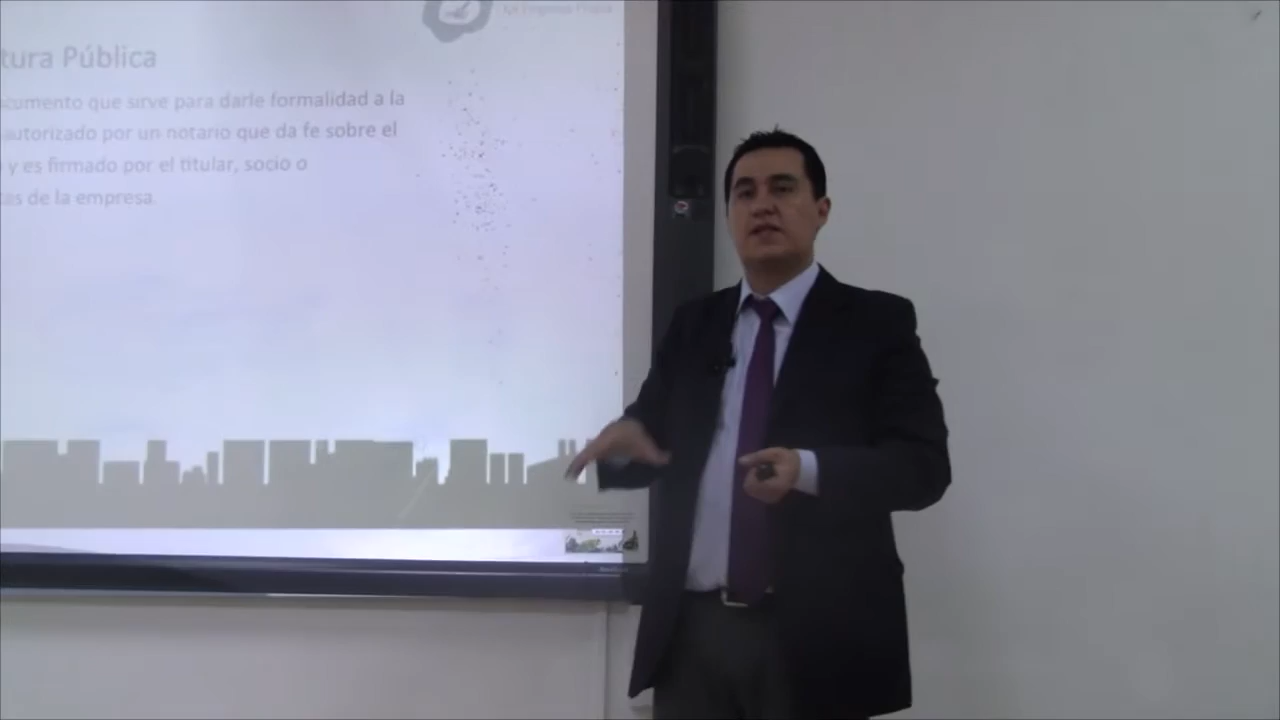 tura Pública
ocumento que sirve para darle formalidad a la
autorizado por un notario que da fe sobre el
y es firmado por el titular, socio o
tas de la empresa.